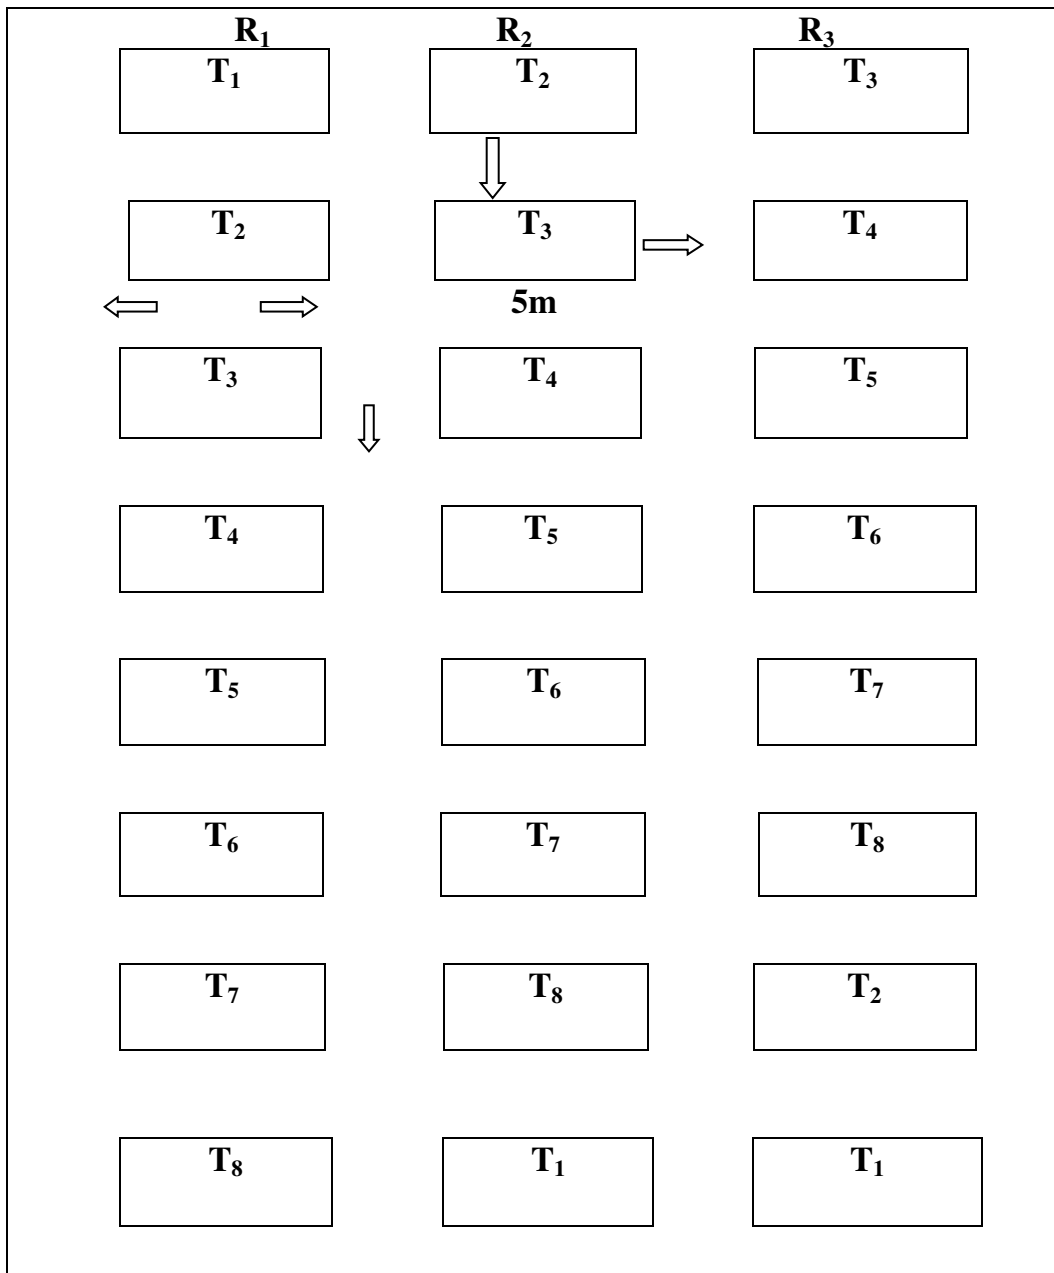 R₁ R₂ R₃
T₁ T₂ T₃
T₂ T₃ T₄
5m
T₃ T₄ T₅
T₄ T₅ T₆
T₅ T₆ T₇
T₆ T₇ T₈
T₇ T₈ T₂
T₈ T₁ T₁